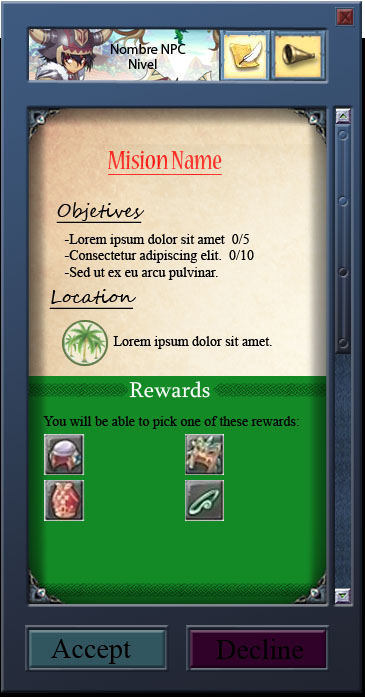 Nombre NPC
Nivel
Mision Name
Objetives
-Lorem ipsum dolor sit amet 0/5
-Consectetur adipiscing elit. 0/10
-Sed ut ex eu arcu pulvinar.
Location
Lorem ipsum dolor sit amet.
Rewards
You will be able to pick one of these rewards:
Accept
Decline